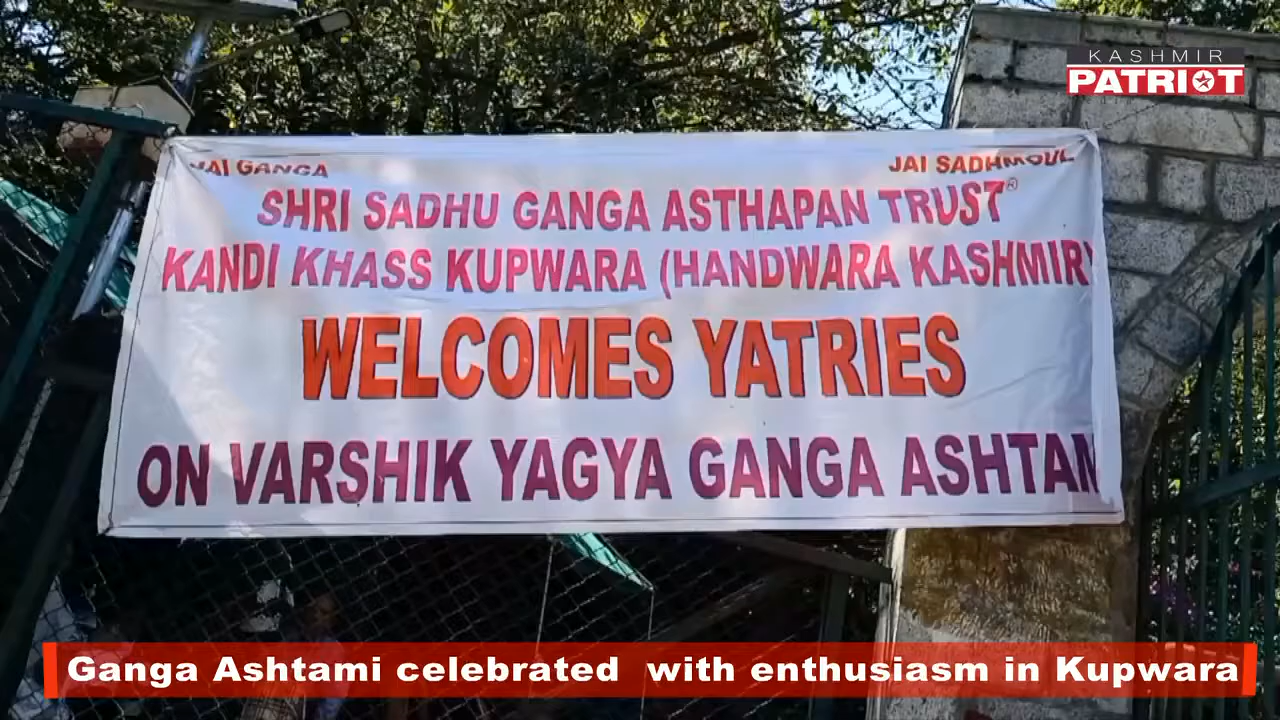 KASHMIR
PATRIOT
JAI GANGA
JAI SADHMOUL
SHRI SADHU GANGA ASTHAPAN TRUST®
KANDI KHASS KUPWARA (HANDWARA KASHMIR)
WELCOMES YATRIES
ON VARSHIK YAGYA GANGA ASHTAM
Ganga Ashtami celebrated with enthusiasm in Kupwara